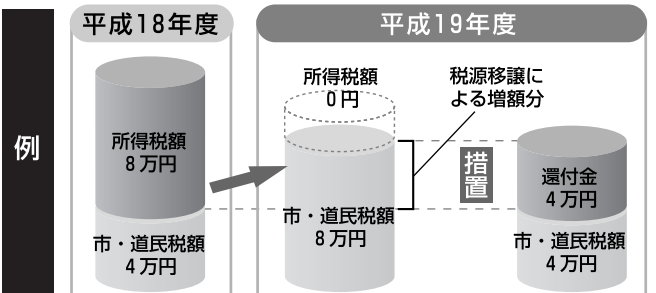 例
平成18年度
所得税額
8万円
市・道民税額
4万円
平成19年度
所得税額
0円
市・道民税額
8万円
税源移譲に
よる増額分
措置
還付金
4万円
市・道民税額
4万円